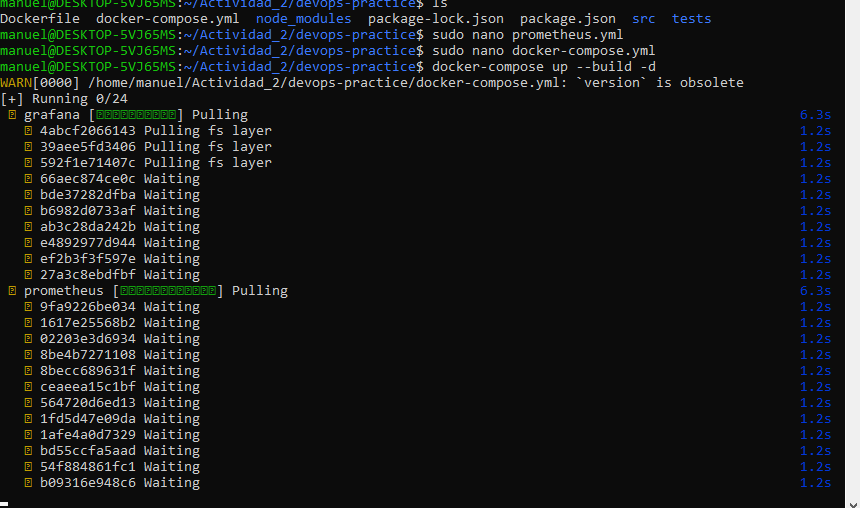 manuel@DESKTOP-5VJ65MS:~/Actividad_2/devops-practice$ ls
Dockerfile  docker-compose.yml  node_modules  package-lock.json  package.json  src  tests
manuel@DESKTOP-5VJ65MS:~/Actividad_2/devops-practice$ sudo nano prometheus.yml
manuel@DESKTOP-5VJ65MS:~/Actividad_2/devops-practice$ sudo nano docker-compose.yml
manuel@DESKTOP-5VJ65MS:~/Actividad_2/devops-practice$ docker-compose up --build -d
WARN[0000] /home/manuel/Actividad_2/devops-practice/docker-compose.yml: `version` is obsolete
[+] Running 0/24
grafana [] Pulling 6.3s
4abcf2066143 Pulling fs layer 1.2s
39aee5fd3406 Pulling fs layer 1.2s
592f1e71407c Pulling fs layer 1.2s
66aec874ce0c Waiting 1.2s
bde37282dfba Waiting 1.2s
b6982d0733af Waiting 1.2s
ab3c28da242b Waiting 1.2s
e4892977d944 Waiting 1.2s
ef2b3f3f597e Waiting 1.2s
27a3c8ebdfbf Waiting 1.2s
prometheus [] Pulling 6.3s
9fa9226be034 Waiting 1.2s
1617e25568b2 Waiting 1.2s
02203e3d6934 Waiting 1.2s
8be4b7271108 Waiting 1.2s
8becc689631f Waiting 1.2s
ceaeea15c1bf Waiting 1.2s
564720d6ed13 Waiting 1.2s
1fd5d47e09da Waiting 1.2s
1afe4a0d7329 Waiting 1.2s
bd55ccfa5aad Waiting 1.2s
54f884861fc1 Waiting 1.2s
b09316e948c6 Waiting 1.2s